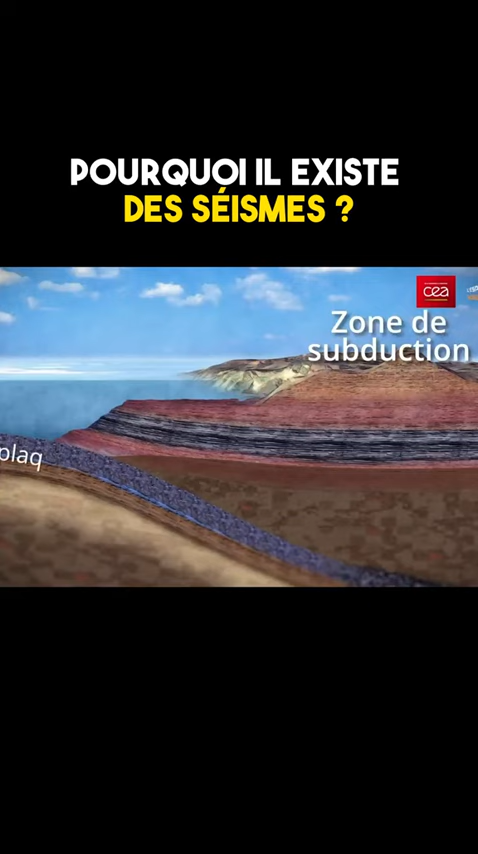 POURQUOI IL EXISTE
DES SÉISMES ?
cea
Zone de
subduction
plaq